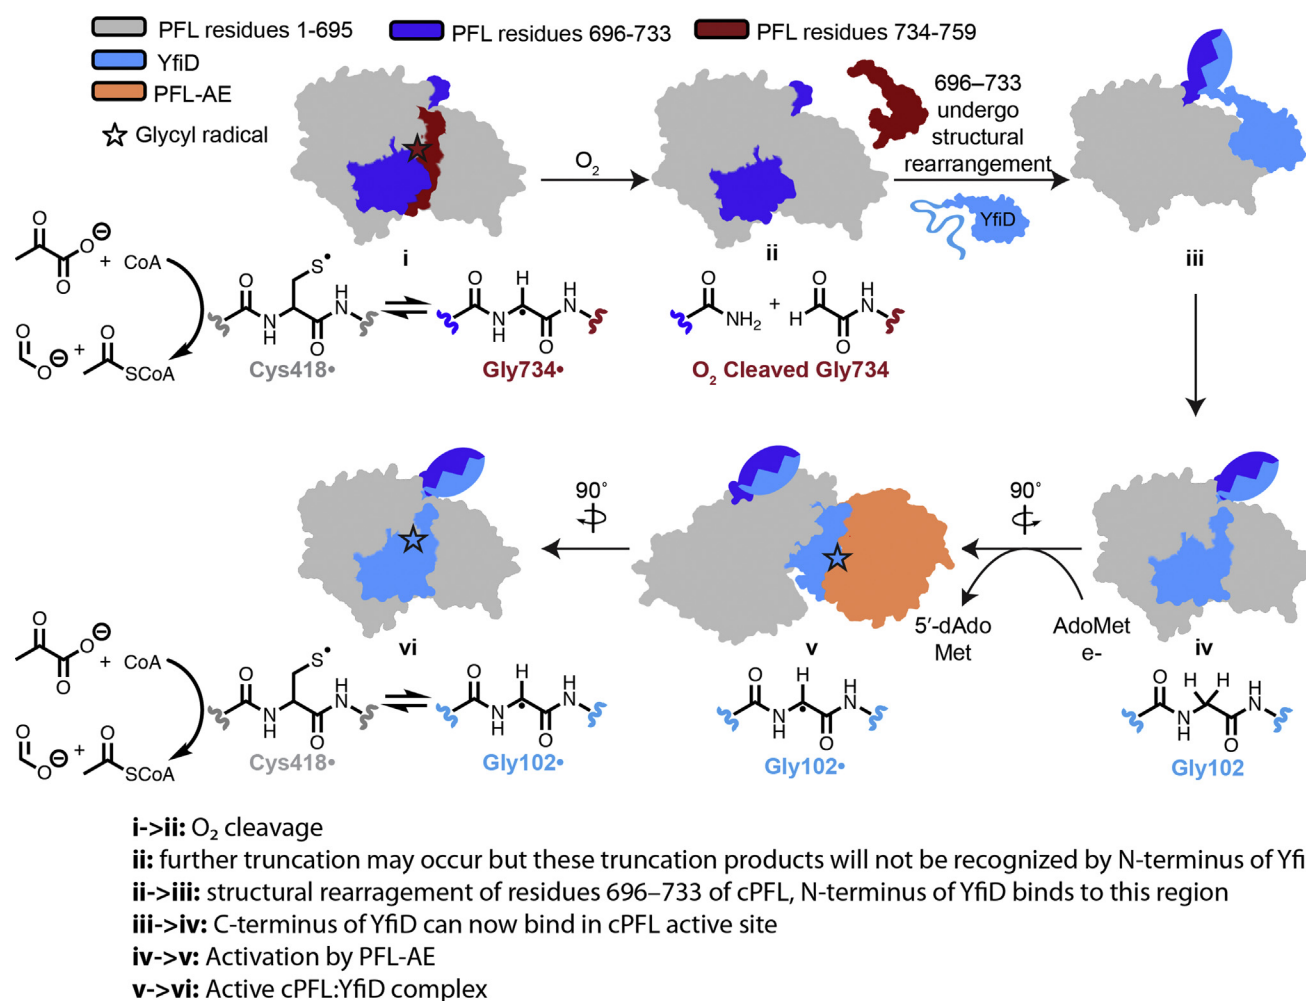 PFL residues 1-695
PFL residues 696-733
PFL residues 734-759
YfiD
PFL-AE
Glycyl radical
696–733
undergo
structural
rearrangement
O₂
YfiD
i
ii
iii
O
O
O
⊖
+ CoA
O
O
⊖
+
O
SCoA
O
N
H
S•
O
H
N
Cys418•
O
N
H
H
•
O
H
N
Gly734•
O
NH₂
+
O
H
O
H
N
O₂ Cleaved Gly734
90°
90°
5′-dAdo
Met
AdoMet
e-
vi
v
iv
O
O
O
⊖
+ CoA
O
O
⊖
+
O
SCoA
O
N
H
S•
O
H
N
Cys418•
O
N
H
H
•
O
H
N
Gly102•
O
N
H
H
•
O
H
N
Gly102•
O
N
H
H H
O
H
N
Gly102
i->ii: O₂ cleavage
ii: further truncation may occur but these truncation products will not be recognized by N-terminus of Yfi
ii->iii: structural rearragement of residues 696–733 of cPFL, N-terminus of YfiD binds to this region
iii->iv: C-terminus of YfiD can now bind in cPFL active site
iv->v: Activation by PFL-AE
v->vi: Active cPFL:YfiD complex